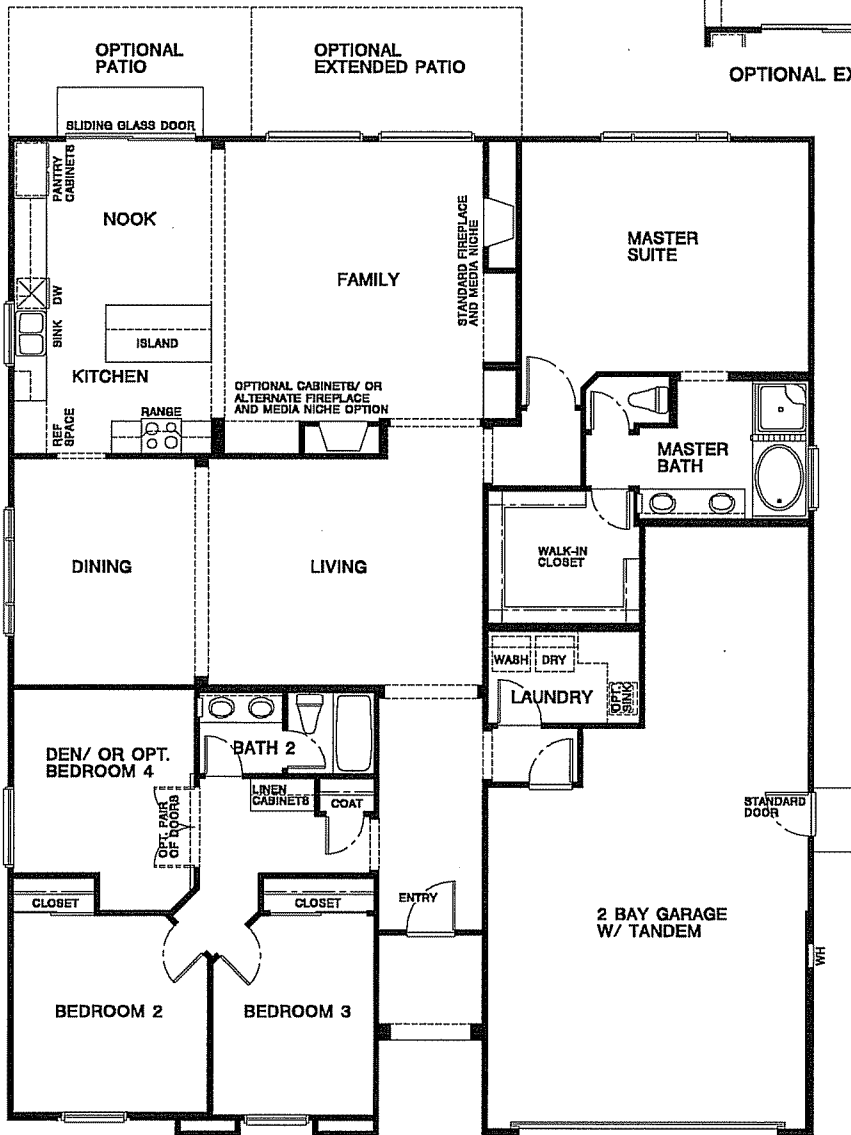 OPTIONAL
PATIO
OPTIONAL
EXTENDED PATIO
OPTIONAL EX
SLIDING GLASS DOOR
PANTRY
CABINETS
NOOK
FAMILY
STANDARD FIREPLACE
AND MEDIA NICHE
MASTER
SUITE
DW
SINK
ISLAND
KITCHEN
REF
SPACE
RANGE
OPTIONAL CABINETS/ OR
ALTERNATE FIREPLACE
AND MEDIA NICHE OPTION
MASTER
BATH
DINING
LIVING
WALK-IN
CLOSET
WASH
DRY
LAUNDRY
OPT.
SINK
DEN/ OR OPT.
BEDROOM 4
BATH 2
OPT. PAIR
OF DOORS
LINEN
CABINETS
COAT
STANDARD
DOOR
CLOSET
CLOSET
ENTRY
2 BAY GARAGE
W/ TANDEM
WH
BEDROOM 2
BEDROOM 3